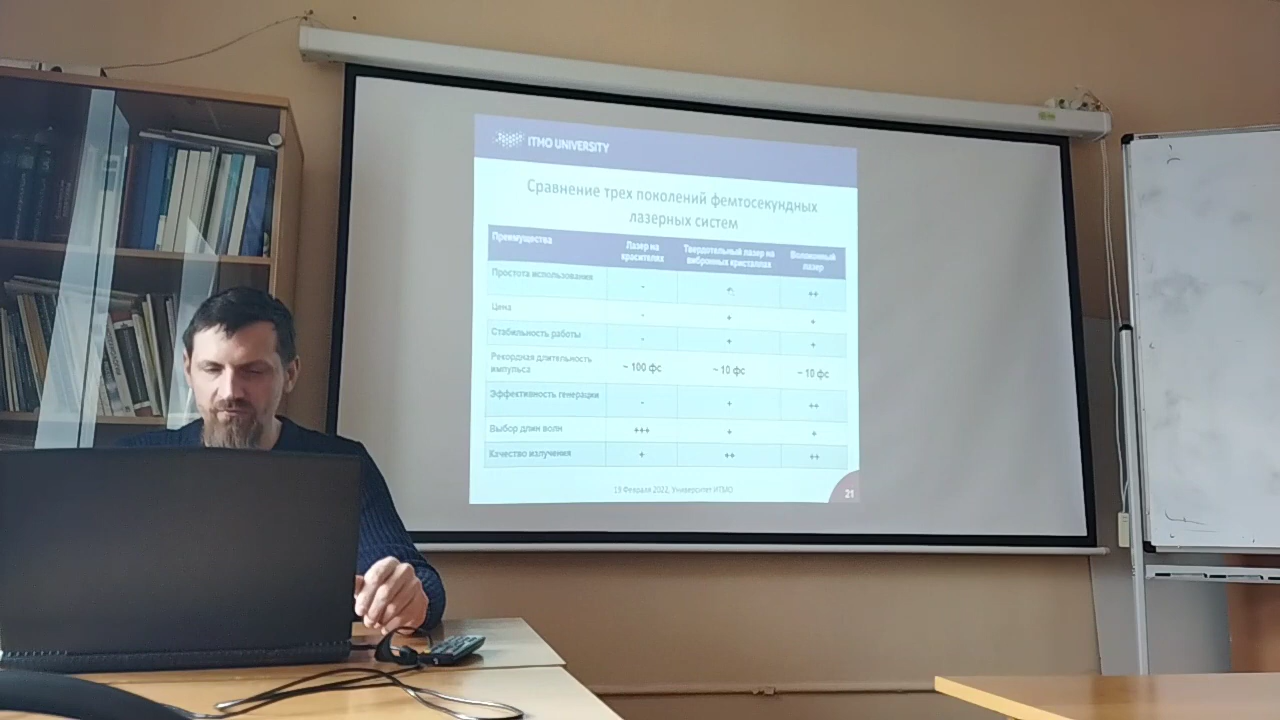 ITMO UNIVERSITY
Сравнение трех поколений фемтосекундных
лазерных систем
Преимущества
Лазер на
красителях
Твердотельный лазер на
вибронных кристаллах
Волоконный
лазер
Простота использования
- ++
Цена
- + +
Стабильность работы
- + +
Рекордная длительность
импульса
~ 100 фс ~ 10 фс ~ 10 фс
Эффективность генерации
- + ++
Выбор длин волн
+++ + +
Качество излучения
+ ++ ++
19 Февраля 2022, Университет ИТМО
21